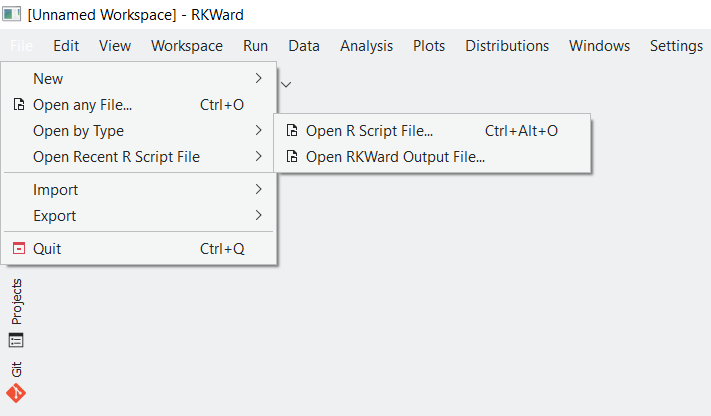 [Unnamed Workspace] - RKWard
File Edit View Workspace Run Data Analysis Plots Distributions Windows Settings
New
Open any File... Ctrl+O
Open by Type
Open R Script File... Ctrl+Alt+O
Open Recent R Script File
Open RKWard Output File...
Import
Export
Quit Ctrl+Q
Projects
Git